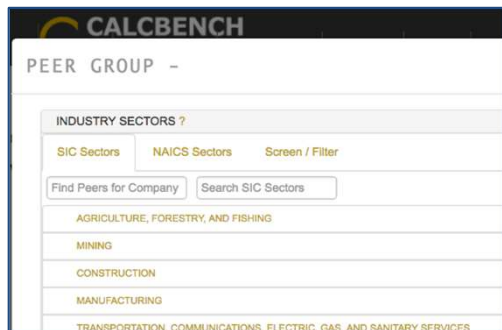 CALCBENCH
PEER GROUP -
INDUSTRY SECTORS ?
SIC Sectors NAICS Sectors Screen / Filter
Find Peers for Company Search SIC Sectors
AGRICULTURE, FORESTRY, AND FISHING
MINING
CONSTRUCTION
MANUFACTURING
TRANSPORTATION, COMMUNICATIONS, ELECTRIC, GAS, AND SANITARY SERVICES